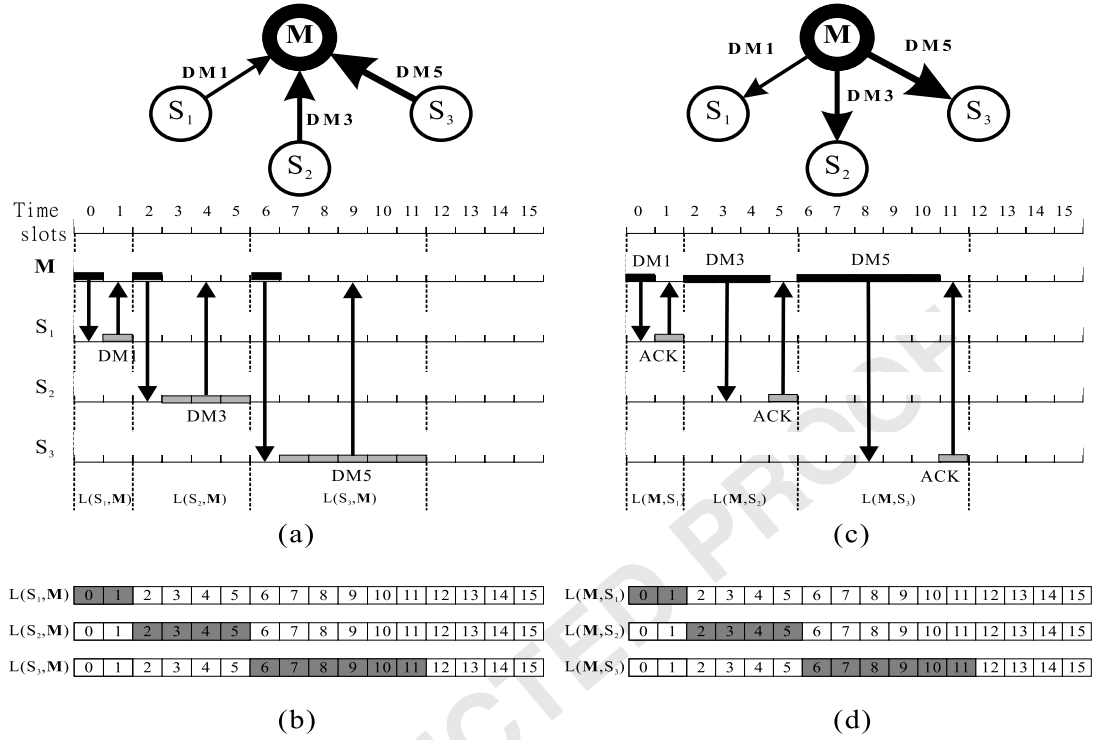 M
DM1
DM5
S1
DM3
S3
S2
M
DM1
DM5
S1
DM3
S3
S2
Time slots
0 1 2 3 4 5 6 7 8 9 10 11 12 13 14 15
M
S1
DM1
S2
DM3
S3
DM5
L(S1,M) L(S2,M) L(S3,M)
(a)
0 1 2 3 4 5 6 7 8 9 10 11 12 13 14 15
DM1 DM3 DM5
ACK
ACK
ACK
L(M,S1) L(M,S2) L(M,S3)
(c)
L(S1,M) 0 1 2 3 4 5 6 7 8 9 10 11 12 13 14 15
L(S2,M) 0 1 2 3 4 5 6 7 8 9 10 11 12 13 14 15
L(S3,M) 0 1 2 3 4 5 6 7 8 9 10 11 12 13 14 15
(b)
L(M,S1) 0 1 2 3 4 5 6 7 8 9 10 11 12 13 14 15
L(M,S2) 0 1 2 3 4 5 6 7 8 9 10 11 12 13 14 15
L(M,S3) 0 1 2 3 4 5 6 7 8 9 10 11 12 13 14 15
(d)
CTED PROOF